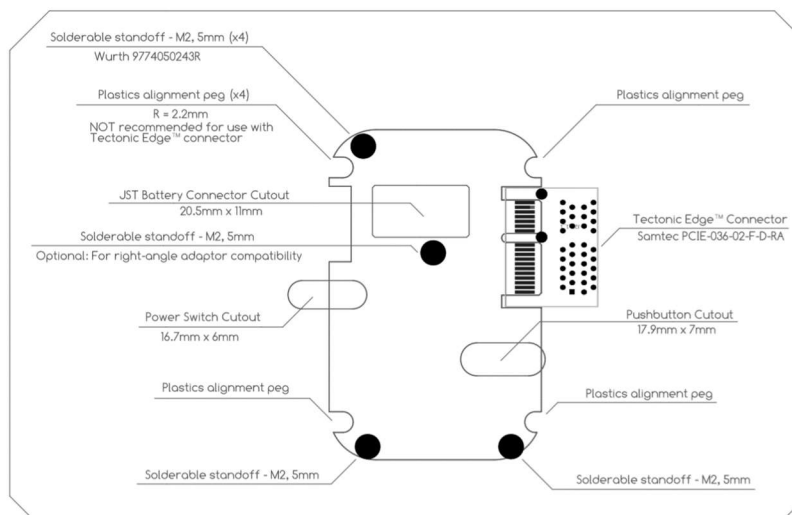 Solderable standoff - M2, 5mm (x4)
Wurth 9774050243R
Plastics alignment peg (x4)
R = 2.2mm
NOT recommended for use with
Tectonic Edge™ connector
Plastics alignment peg
JST Battery Connector Cutout
20.5mm x 11mm
Tectonic Edge™ Connector
Samtec PCIE-036-02-F-D-RA
Solderable standoff - M2, 5mm
Optional: For right-angle adaptor compatibility
Power Switch Cutout
16.7mm x 6mm
Pushbutton Cutout
17.9mm x 7mm
Plastics alignment peg
Plastics alignment peg
Solderable standoff - M2, 5mm
Solderable standoff - M2, 5mm